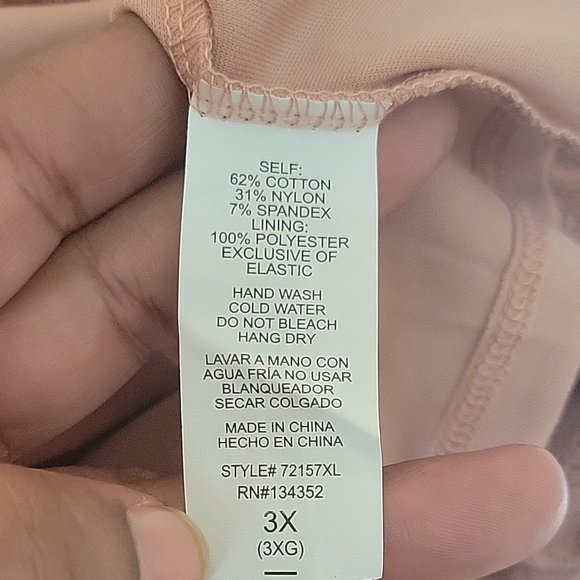 SELF:
62% COTTON
31% NYLON
7% SPANDEX
LINING:
100% POLYESTER
EXCLUSIVE OF
ELASTIC
HAND WASH
COLD WATER
DO NOT BLEACH
HANG DRY
LAVAR A MANO CON
AGUA FRÍA NO USAR
BLANQUEADOR
SECAR COLGADO
MADE IN CHINA
HECHO EN CHINA
STYLE# 72157XL
RN#134352
3X
(3XG)